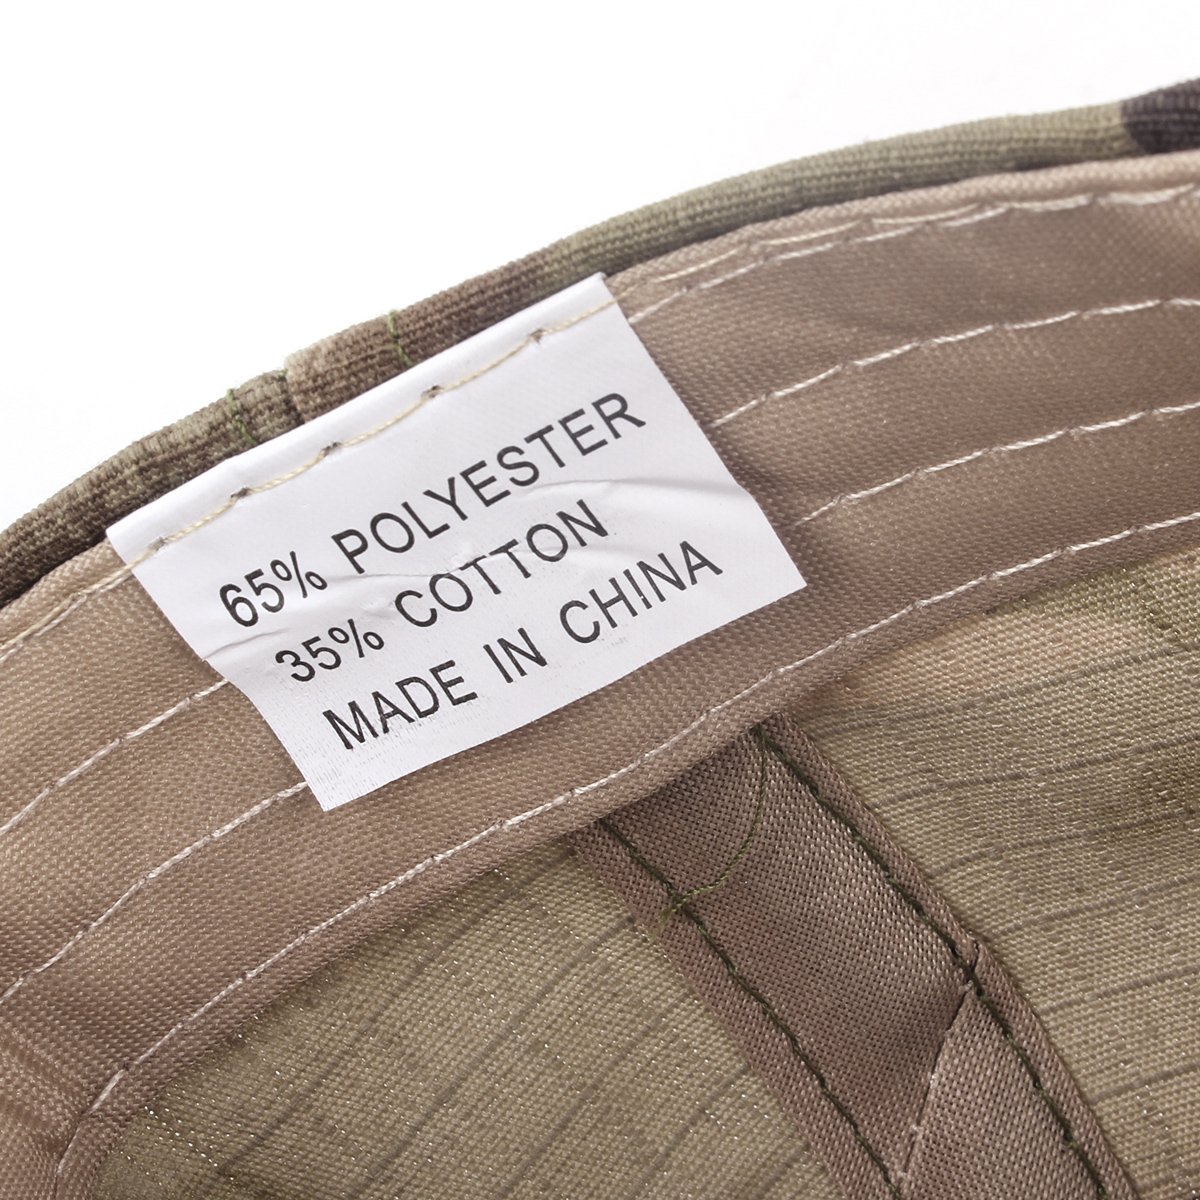 65% POLYESTER
35% COTTON
MADE IN CHINA